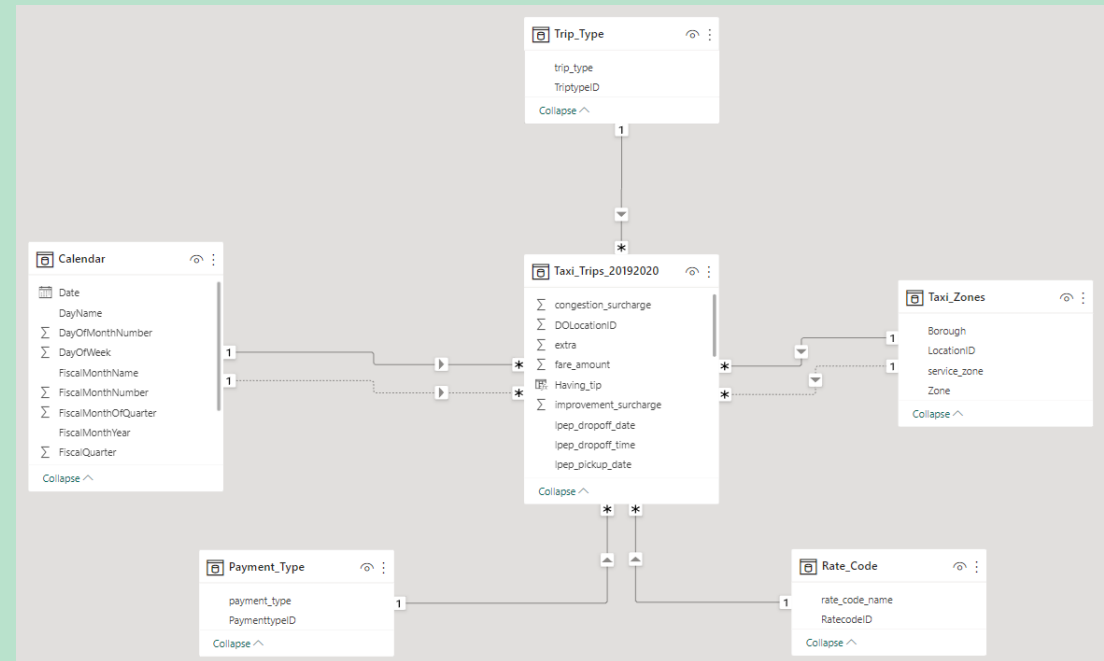 Trip_Type
trip_type
TriptypeID
Collapse
1
*
Calendar
Date
DayName
DayOfMonthNumber
DayOfWeek
FiscalMonthName
FiscalMonthNumber
FiscalMonthOfQuarter
FiscalMonthYear
FiscalQuarter
Collapse
1
1
*
*
Taxi_Trips_20192020
congestion_surcharge
DOLocationID
extra
fare_amount
Having_tip
improvement_surcharge
lpep_dropoff_date
lpep_dropoff_time
lpep_pickup_date
Collapse
*
*
1
1
Taxi_Zones
Borough
LocationID
service_zone
Zone
Collapse
*
*
Payment_Type
payment_type
PaymenttypeID
Collapse
1
1
Rate_Code
rate_code_name
RatecodeID
Collapse